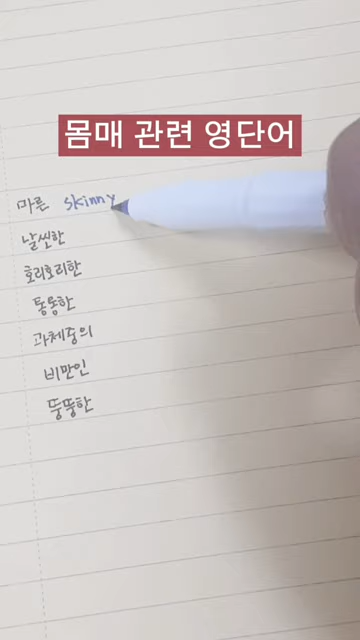 몸매 관련 영단어
마른 skinny
날씬한
호리호리한
통통한
과체중의
비만인
뚱뚱한